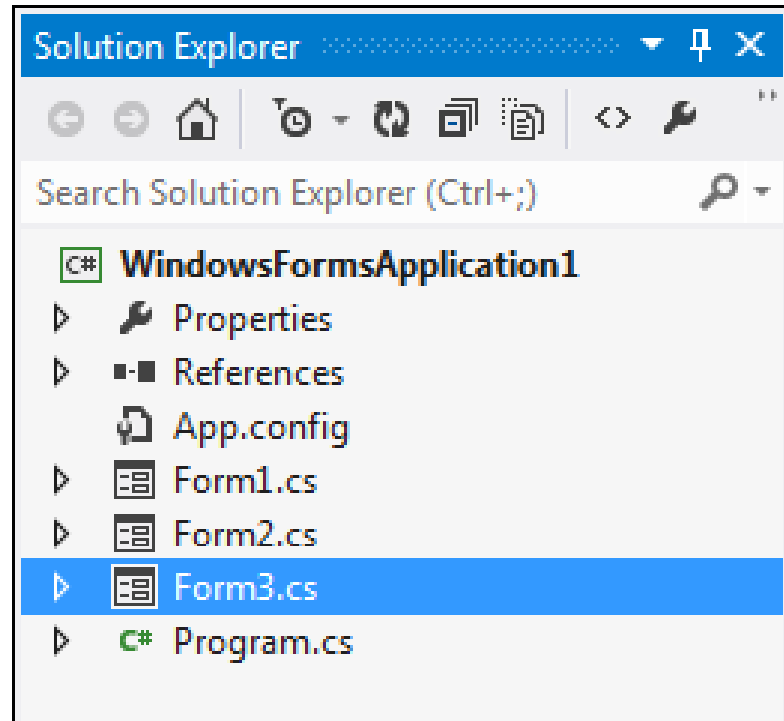 Solution Explorer
Search Solution Explorer (Ctrl+;)
C# WindowsFormsApplication1
Properties
References
App.config
Form1.cs
Form2.cs
Form3.cs
C# Program.cs